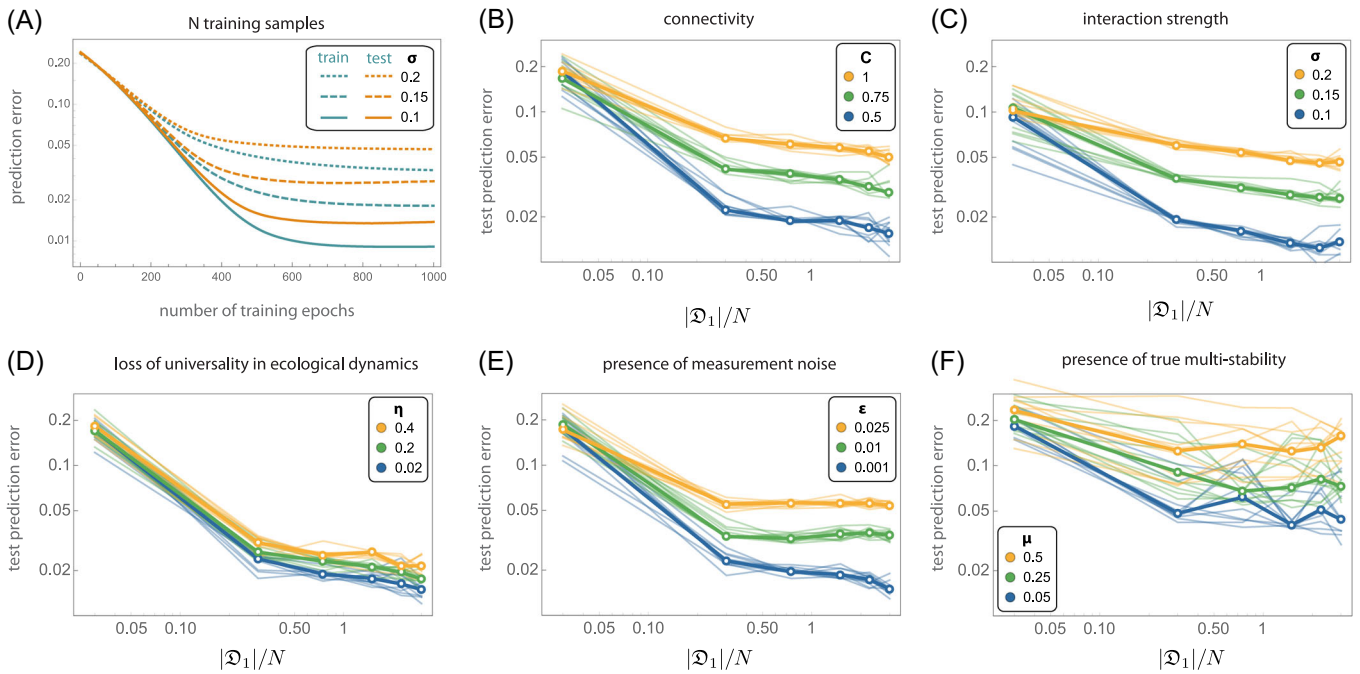 (A)
N training samples
train test σ
0.2
0.15
0.1
prediction error
0.20
0.10
0.05
0.02
0.01
0 200 400 600 800 1000
number of training epochs
(B)
connectivity
C
1
0.75
0.5
test prediction error
0.2
0.1
0.05
0.02
0.05 0.10 0.50 1
|𝔇₁|/N
(C)
interaction strength
σ
0.2
0.15
0.1
test prediction error
0.2
0.1
0.05
0.02
0.05 0.10 0.50 1
|𝔇₁|/N
(D)
loss of universality in ecological dynamics
η
0.4
0.2
0.02
test prediction error
0.2
0.1
0.05
0.02
0.05 0.10 0.50 1
|𝔇₁|/N
(E)
presence of measurement noise
ε
0.025
0.01
0.001
test prediction error
0.2
0.1
0.05
0.02
0.05 0.10 0.50 1
|𝔇₁|/N
(F)
presence of true multi-stability
μ
0.5
0.25
0.05
test prediction error
0.2
0.1
0.05
0.02
0.05 0.10 0.50 1
|𝔇₁|/N